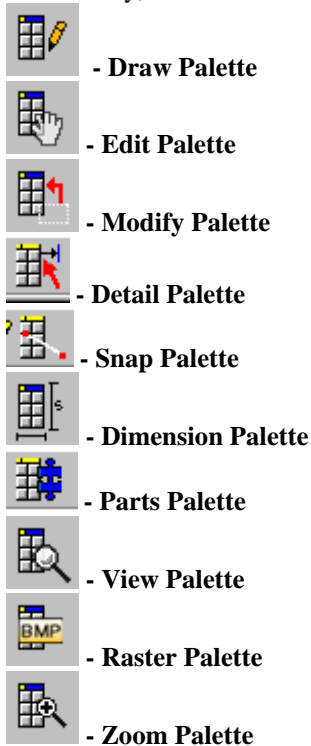 - Draw Palette
- Edit Palette
- Modify Palette
- Detail Palette
- Snap Palette
- Dimension Palette
- Parts Palette
- View Palette
BMP
- Raster Palette
- Zoom Palette